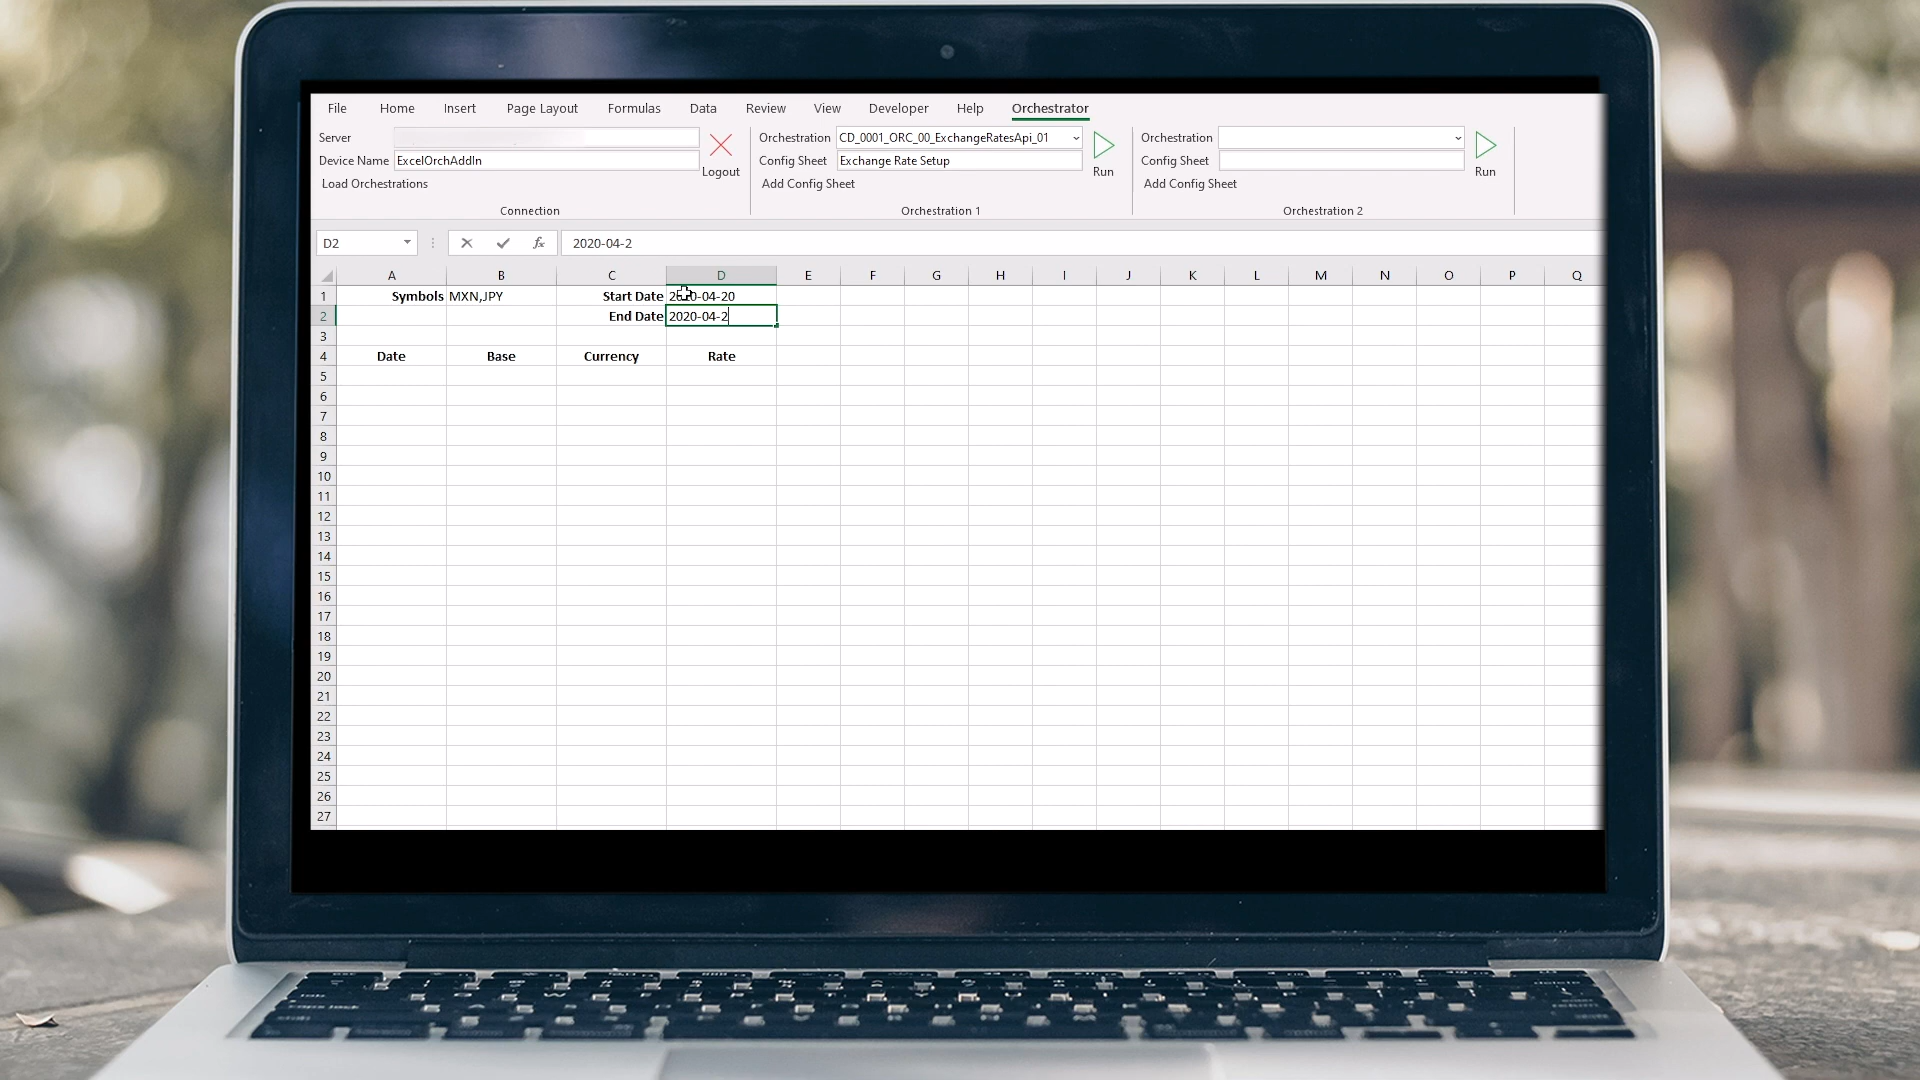 File Home Insert Page Layout Formulas Data Review View Developer Help Orchestrator
Server
Device Name ExcelOrchAddIn
Load Orchestrations
Logout
Connection
Orchestration CD_0001_ORC_00_ExchangeRatesApi_01
Config Sheet Exchange Rate Setup
Add Config Sheet
Run
Orchestration 1
Orchestration
Config Sheet
Add Config Sheet
Run
Orchestration 2
D2 fx 2020-04-2
A B C D E F G H I J K L M N O P Q
1 Symbols MXN,JPY Start Date 2020-04-20
2 End Date 2020-04-2
3
4 Date Base Currency Rate
5
6
7
8
9
10
11
12
13
14
15
16
17
18
19
20
21
22
23
24
25
26
27